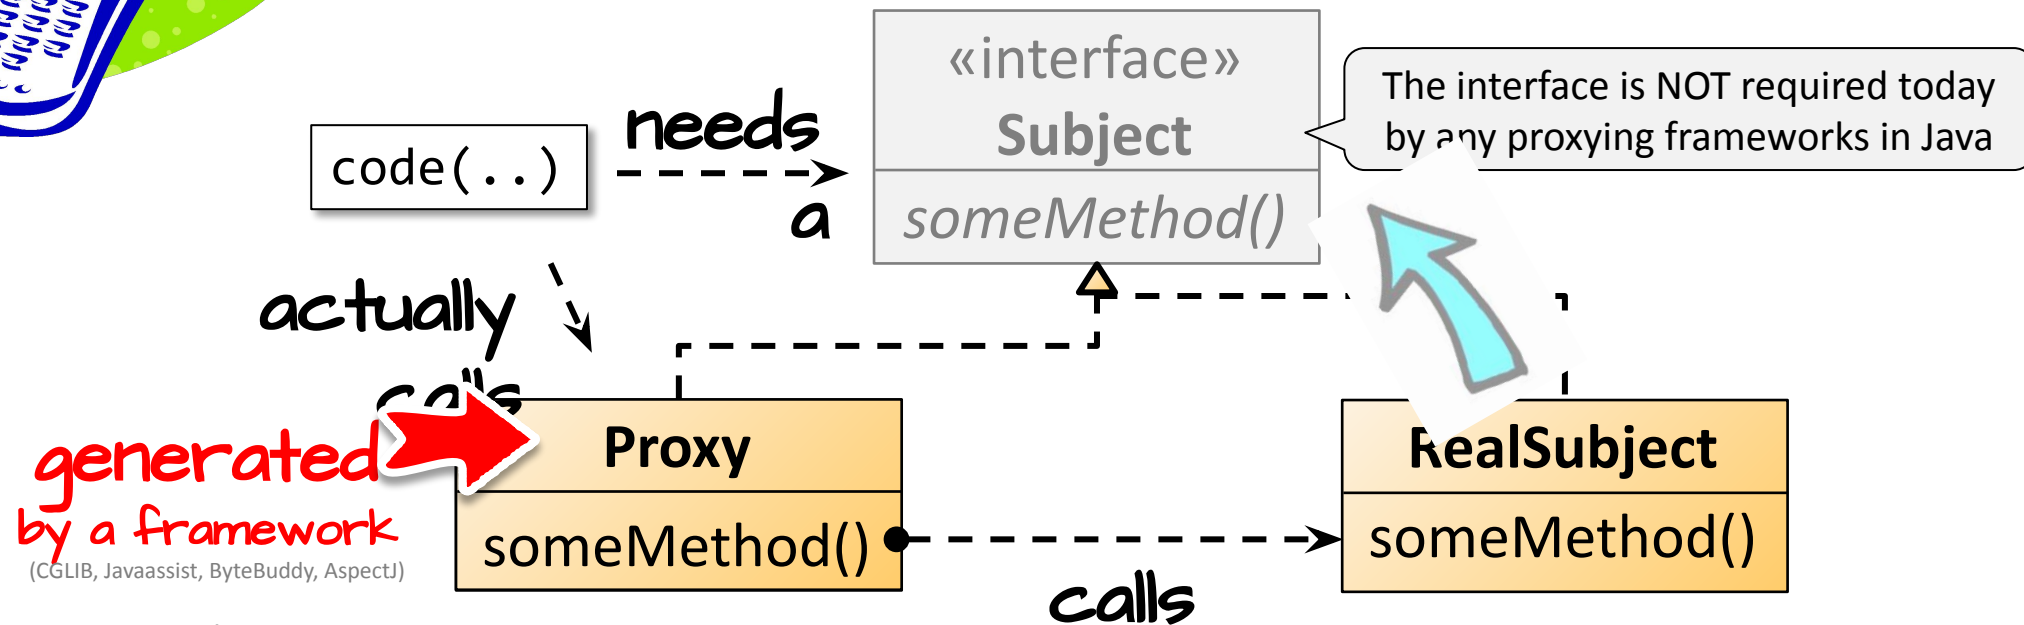 «interface»
Subject
someMethod()
The interface is NOT required today
by any proxying frameworks in Java
code(..)
needs
a
actually
calls
generated
by a framework
(CGLIB, Javaassist, ByteBuddy, AspectJ)
Proxy
someMethod()
calls
RealSubject
someMethod()